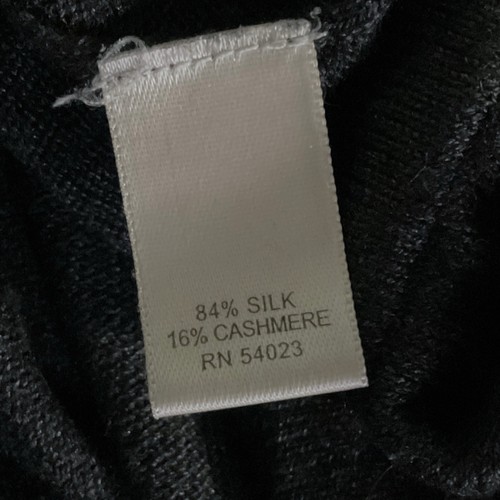 84% SILK
16% CASHMERE
RN 54023